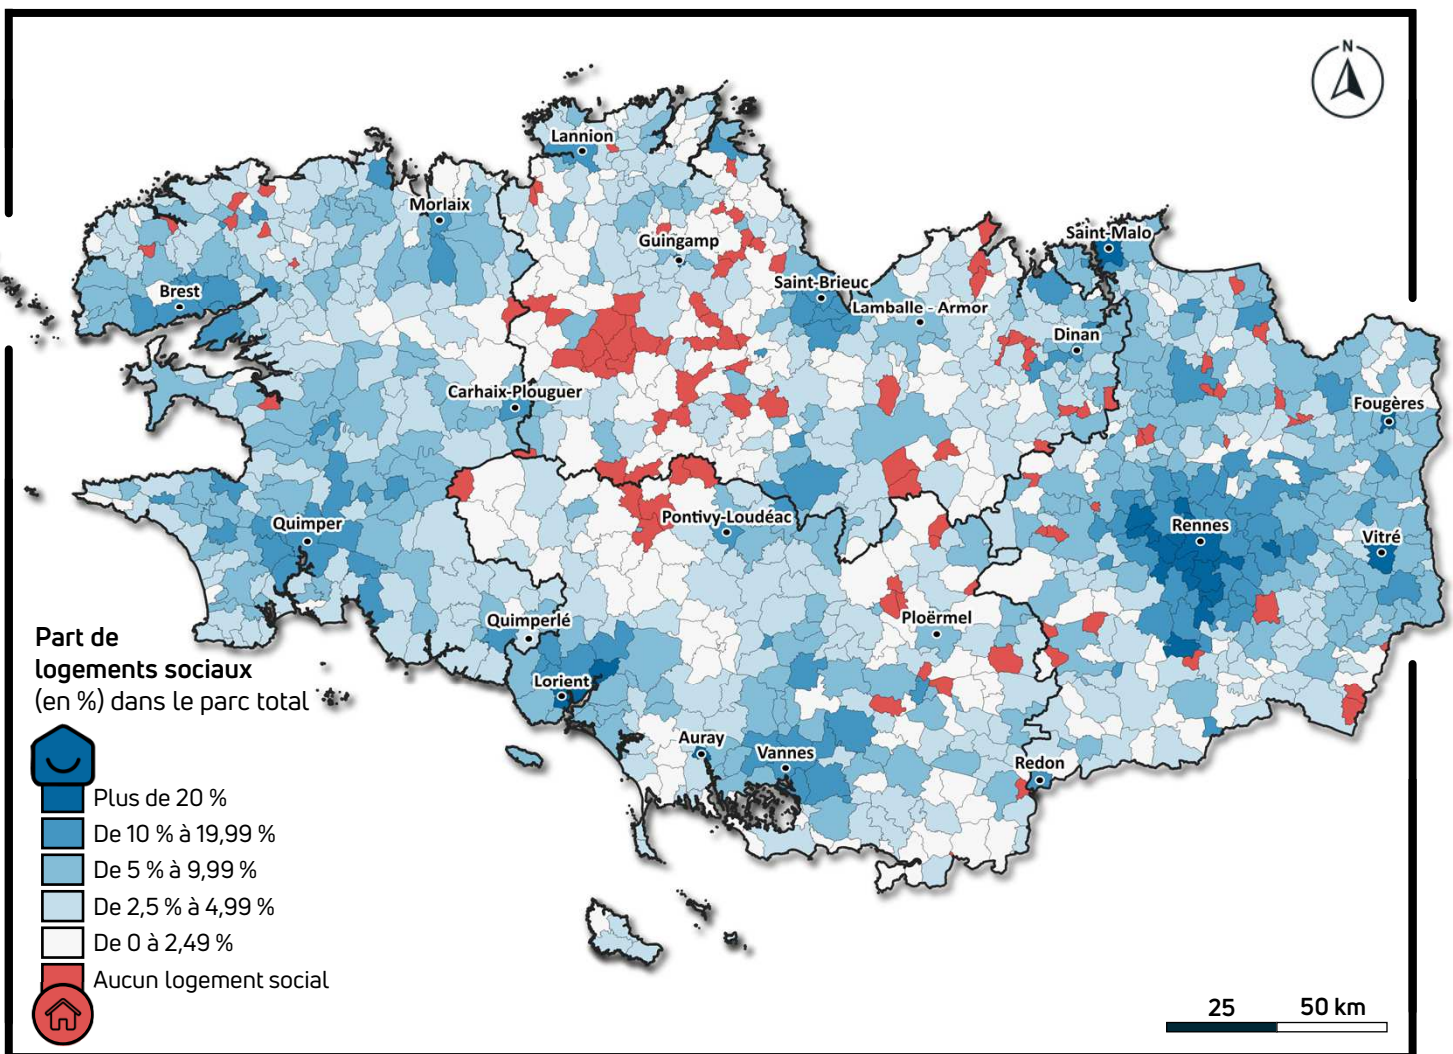 N
Lannion
Morlaix
Saint-Malo
Guingamp
Brest
Saint-Brieuc
Lamballe - Armor
Dinan
Carhaix-Plouguer
Fougères
Quimper
Pontivy-Loudéac
Rennes
Vitré
Quimperlé
Ploërmel
Lorient
Auray
Vannes
Redon
Part de
logements sociaux
(en %) dans le parc total
Plus de 20 %
De 10 % à 19,99 %
De 5 % à 9,99 %
De 2,5 % à 4,99 %
De 0 à 2,49 %
Aucun logement social
25 50 km